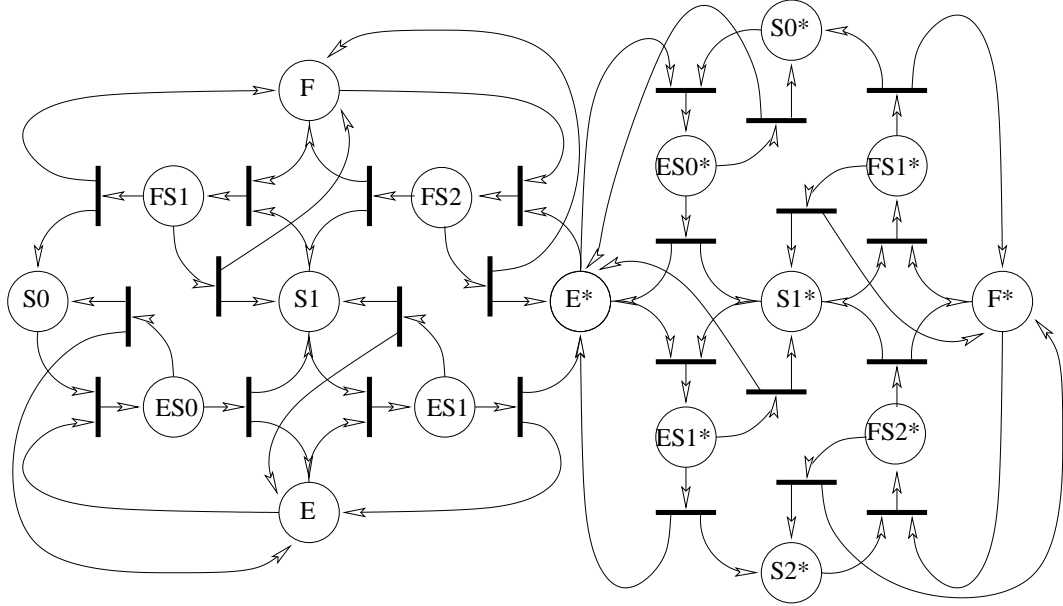 S0*
F
ES0*
FS1*
FS1
FS2
S0
S1
E*
S1*
F*
ES0
ES1
ES1*
FS2*
E
S2*